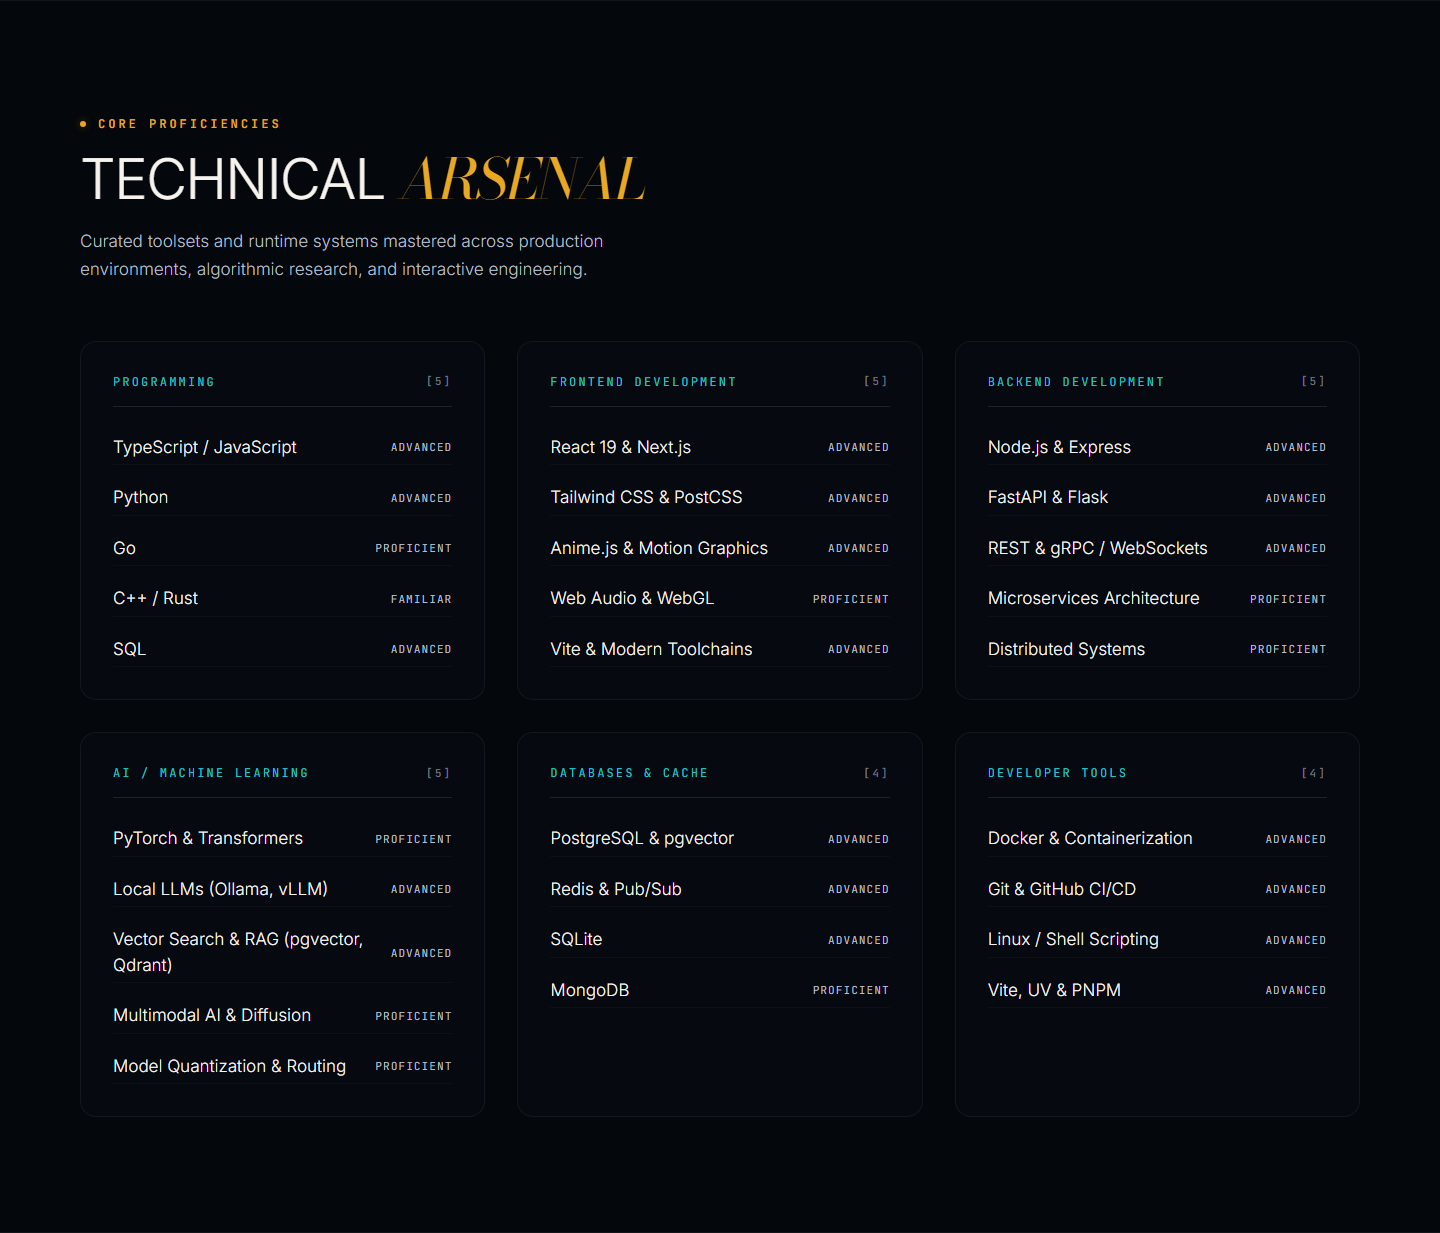 CORE PROFICIENCIES
TECHNICAL ARSENAL
Curated toolsets and runtime systems mastered across production
environments, algorithmic research, and interactive engineering.
PROGRAMMING [5]
TypeScript / JavaScript ADVANCED
Python ADVANCED
Go PROFICIENT
C++ / Rust FAMILIAR
SQL ADVANCED
FRONTEND DEVELOPMENT [5]
React 19 & Next.js ADVANCED
Tailwind CSS & PostCSS ADVANCED
Anime.js & Motion Graphics ADVANCED
Web Audio & WebGL PROFICIENT
Vite & Modern Toolchains ADVANCED
BACKEND DEVELOPMENT [5]
Node.js & Express ADVANCED
FastAPI & Flask ADVANCED
REST & gRPC / WebSockets ADVANCED
Microservices Architecture PROFICIENT
Distributed Systems PROFICIENT
AI / MACHINE LEARNING [5]
PyTorch & Transformers PROFICIENT
Local LLMs (Ollama, vLLM) ADVANCED
Vector Search & RAG (pgvector,
Qdrant) ADVANCED
Multimodal AI & Diffusion PROFICIENT
Model Quantization & Routing PROFICIENT
DATABASES & CACHE [4]
PostgreSQL & pgvector ADVANCED
Redis & Pub/Sub ADVANCED
SQLite ADVANCED
MongoDB PROFICIENT
DEVELOPER TOOLS [4]
Docker & Containerization ADVANCED
Git & GitHub CI/CD ADVANCED
Linux / Shell Scripting ADVANCED
Vite, UV & PNPM ADVANCED